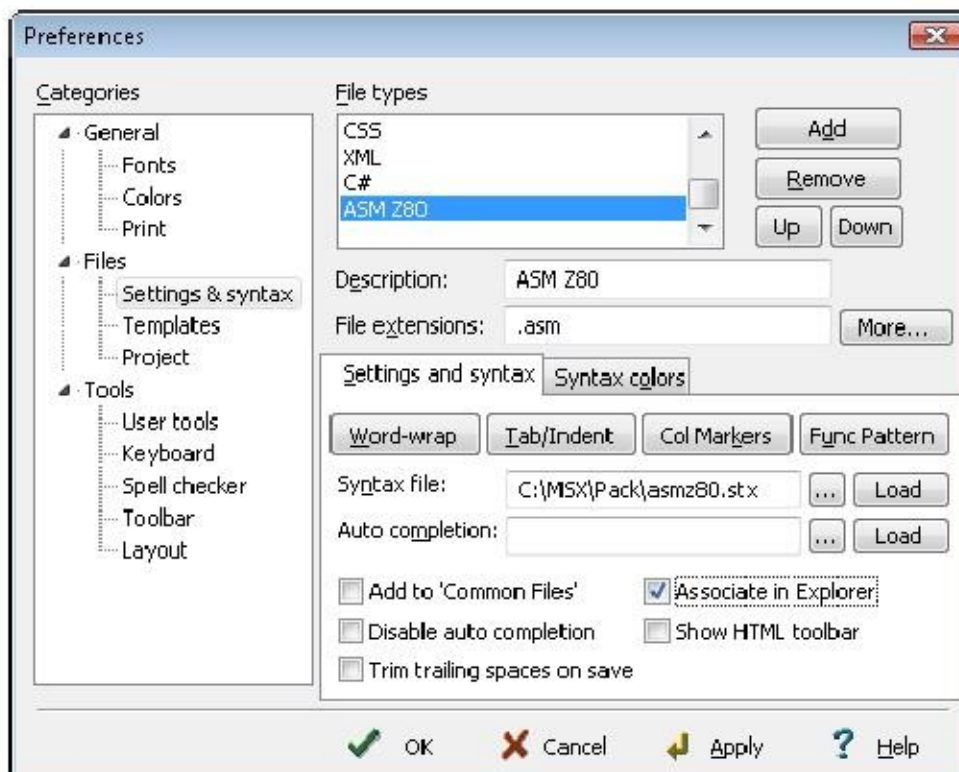 Preferences
Categories
General
Fonts
Colors
Print
Files
Settings & syntax
Templates
Project
Tools
User tools
Keyboard
Spell checker
Toolbar
Layout
File types
CSS
XML
C#
ASM Z80
Add
Remove
Up
Down
Description:
ASM Z80
File extensions:
.asm
More...
Settings and syntax
Syntax colors
Word-wrap
Tab/Indent
Col Markers
Func Pattern
Syntax file:
C:\MSX\Pack\asmz80.stx
...
Load
Auto completion:
...
Load
Add to 'Common Files'
Associate in Explorer
Disable auto completion
Show HTML toolbar
Trim trailing spaces on save
OK
Cancel
Apply
Help